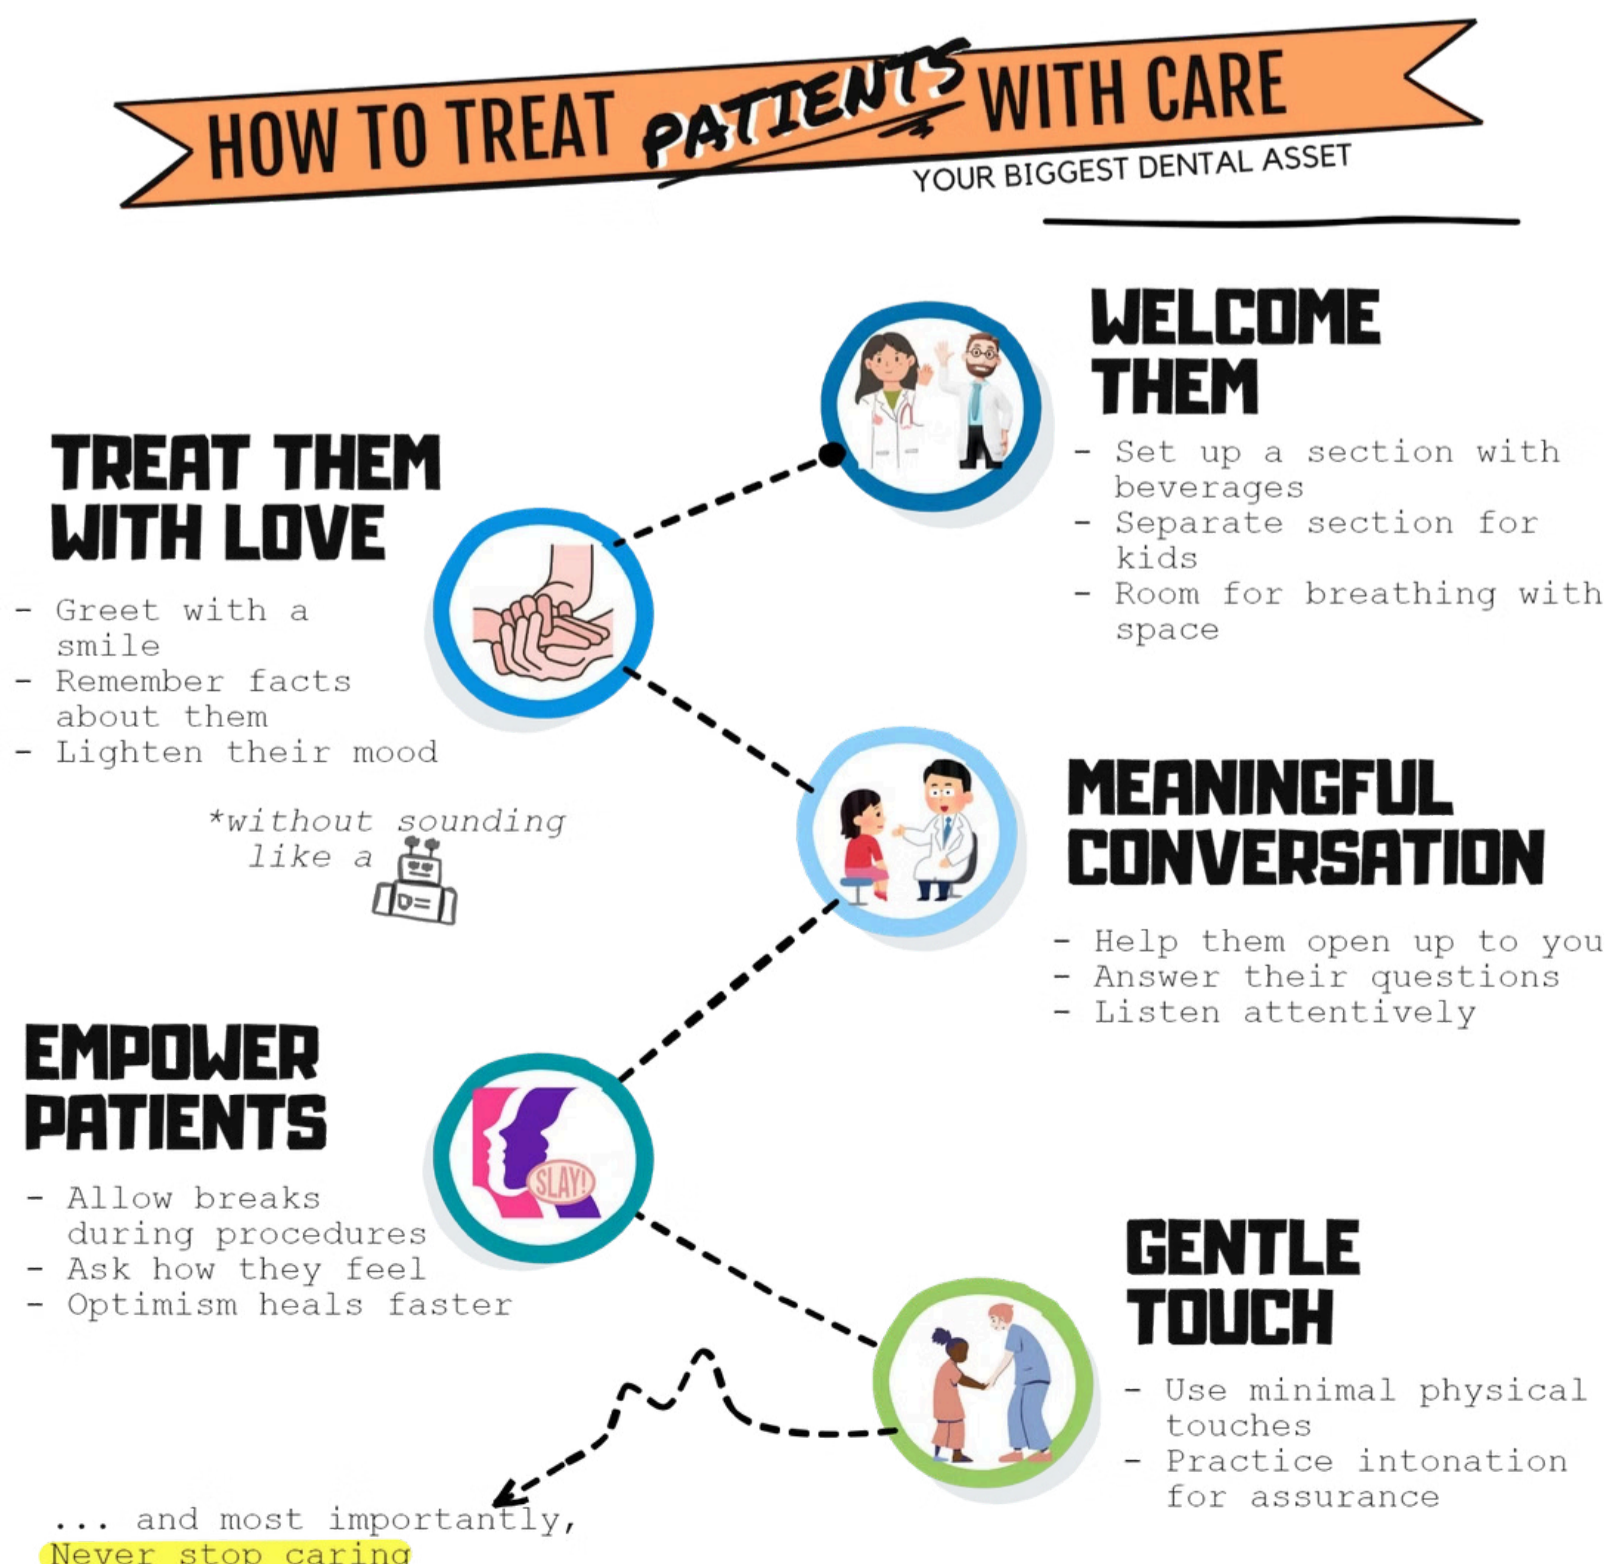 HOW TO TREAT PATIENTS WITH CARE
YOUR BIGGEST DENTAL ASSET
WELCOME
THEM
- Set up a section with
beverages
- Separate section for
kids
- Room for breathing with
space
TREAT THEM
WITH LOVE
- Greet with a
smile
- Remember facts
about them
- Lighten their mood
*without sounding
like a
MEANINGFUL
CONVERSATION
- Help them open up to you
- Answer their questions
- Listen attentively
EMPOWER
PATIENTS
- Allow breaks
during procedures
- Ask how they feel
- Optimism heals faster
SLAY!
GENTLE
TOUCH
- Use minimal physical
touches
- Practice intonation
for assurance
... and most importantly,
Never stop caring